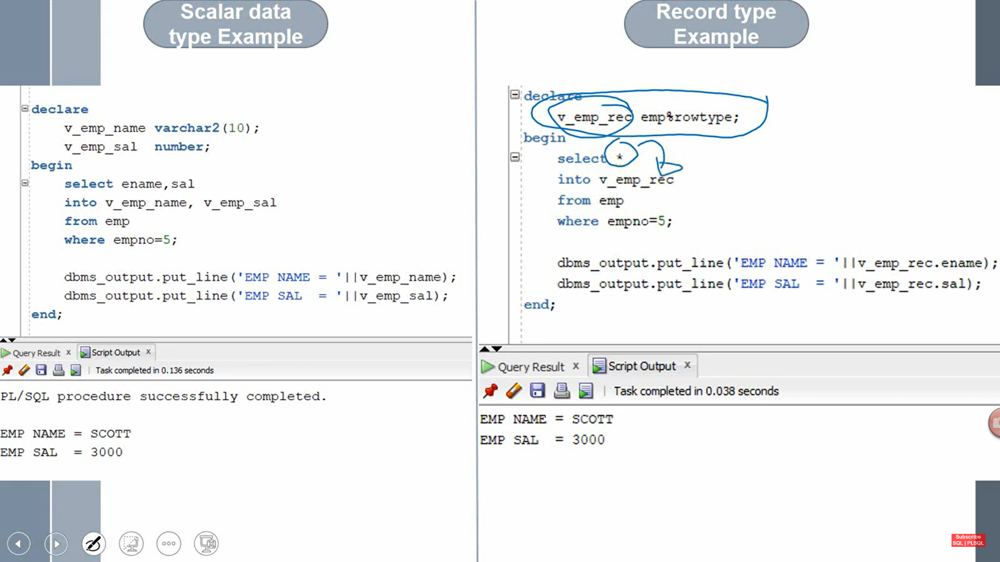 Scalar data
type Example
declare
v_emp_name varchar2(10);
v_emp_sal  number;
begin
select ename,sal
into v_emp_name, v_emp_sal
from emp
where empno=5;
dbms_output.put_line('EMP NAME = '||v_emp_name);
dbms_output.put_line('EMP SAL  = '||v_emp_sal);
end;
Query Result x Script Output x
Task completed in 0.136 seconds
PL/SQL procedure successfully completed.
EMP NAME = SCOTT
EMP SAL  = 3000
Record type
Example
declare
v_emp_rec emp%rowtype;
begin
select *
into v_emp_rec
from emp
where empno=5;
dbms_output.put_line('EMP NAME = '||v_emp_rec.ename);
dbms_output.put_line('EMP SAL  = '||v_emp_rec.sal);
end;
Query Result x Script Output x
Task completed in 0.038 seconds
EMP NAME = SCOTT
EMP SAL  = 3000
Subscribe
SQL | PLSQL